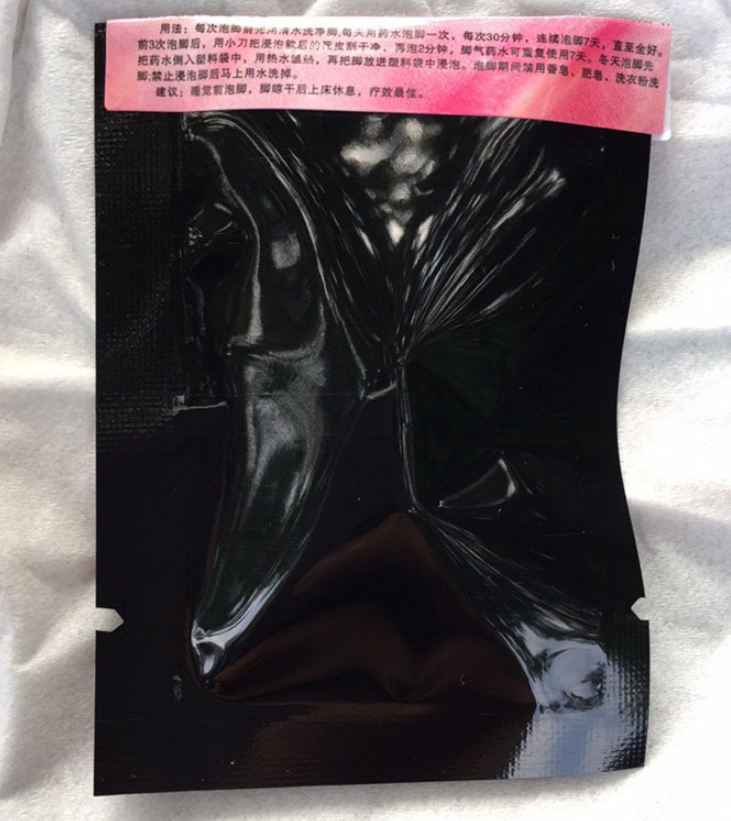 用法：每次泡脚前先用清水洗净脚,每天用药水泡脚一次，每次30分钟，连续泡脚7天，直至全好。
前3次泡脚后，用小刀把浸泡软后的死皮刮干净，再泡2分钟，脚气药水可重复使用7天。冬天泡脚先
把药水倒入塑料袋中，用热水烫热，再把脚放进塑料袋中浸泡。泡脚期间禁用香皂、肥皂、洗衣粉洗
脚;禁止浸泡脚后马上用水洗掉。
建议：睡觉前泡脚，脚晾干后上床休息，疗效最佳。